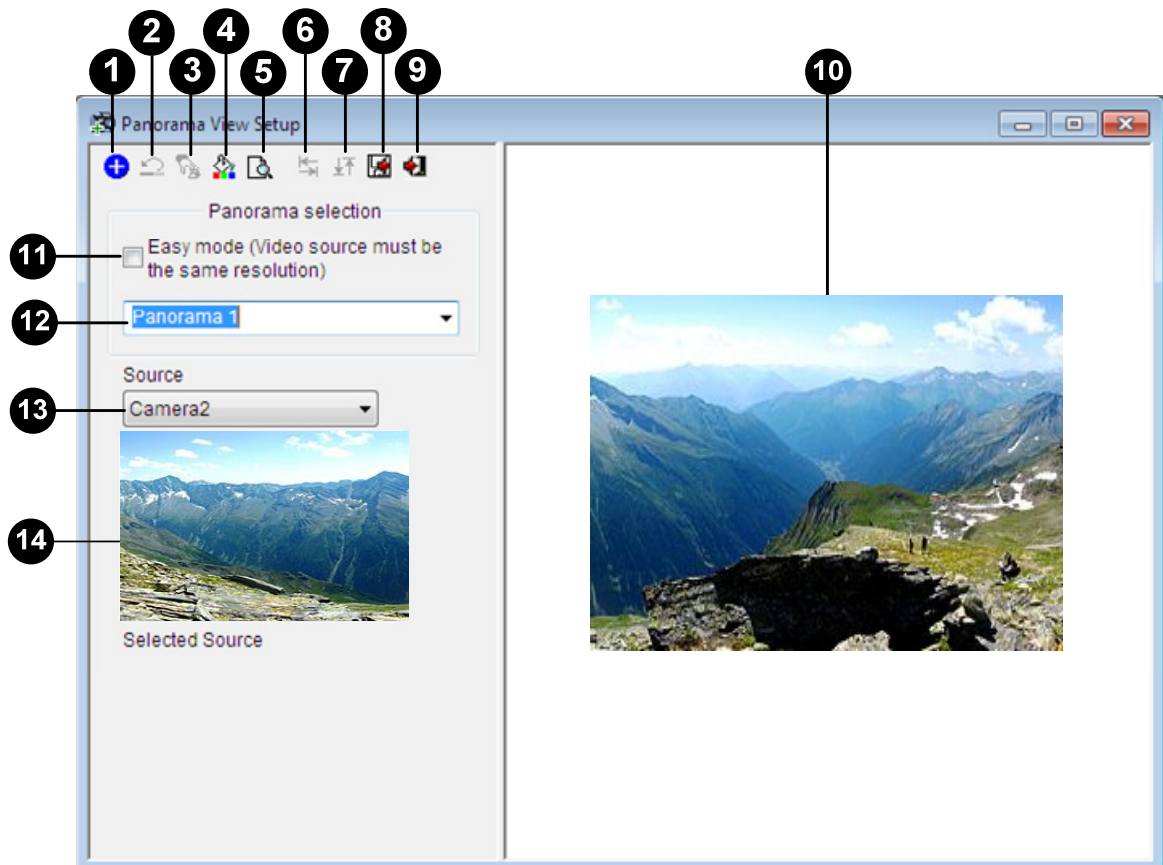 2 4 6 8
1 3 5 7 9 10
Panorama View Setup
Panorama selection
11 Easy mode (Video source must be
the same resolution)
12 Panorama 1
Source
13 Camera2
14
Selected Source